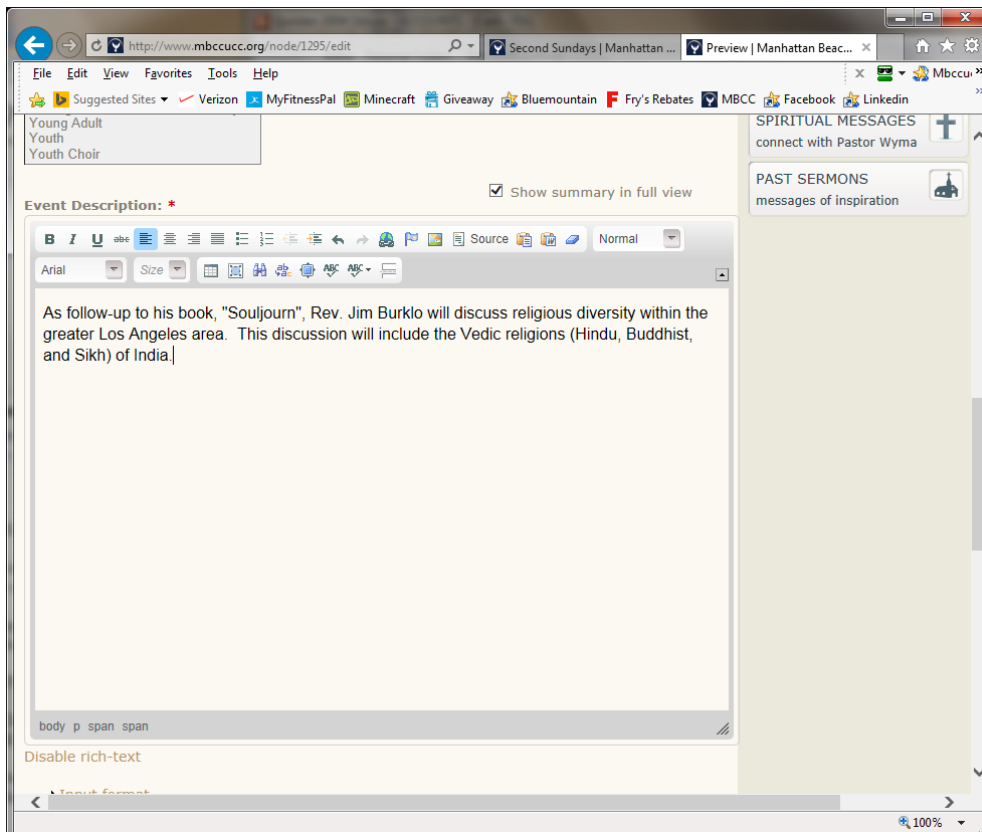 http://www.mbccucc.org/node/1295/edit
Second Sundays | Manhattan ...
Preview | Manhattan Beac...
File Edit View Favorites Tools Help
Mbccu
Suggested Sites Verizon MyFitnessPal Minecraft Giveaway Bluemountain Fry's Rebates MBCC Facebook Linkedin
Young Adult
Youth
Youth Choir
SPIRITUAL MESSAGES
connect with Pastor Wyma
PAST SERMONS
messages of inspiration
Show summary in full view
Event Description: *
B I U abc Source Normal
Arial Size ABC ABC
As follow-up to his book, "Souljourn", Rev. Jim Burklo will discuss religious diversity within the
greater Los Angeles area. This discussion will include the Vedic religions (Hindu, Buddhist,
and Sikh) of India.
body p span span
Disable rich-text
Input format
100%